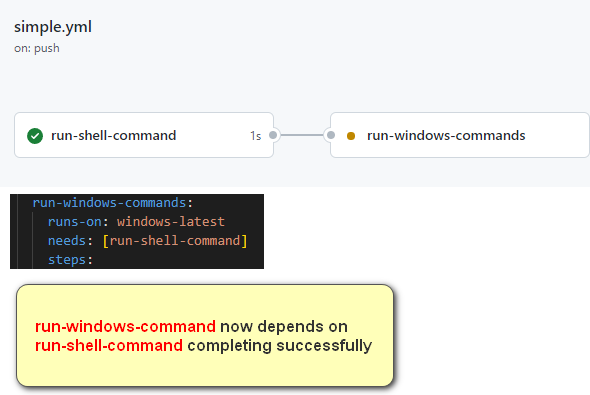 simple.yml
on: push
run-shell-command 1s run-windows-commands
run-windows-commands:
runs-on: windows-latest
needs: [run-shell-command]
steps:
run-windows-command now depends on
run-shell-command completing successfully